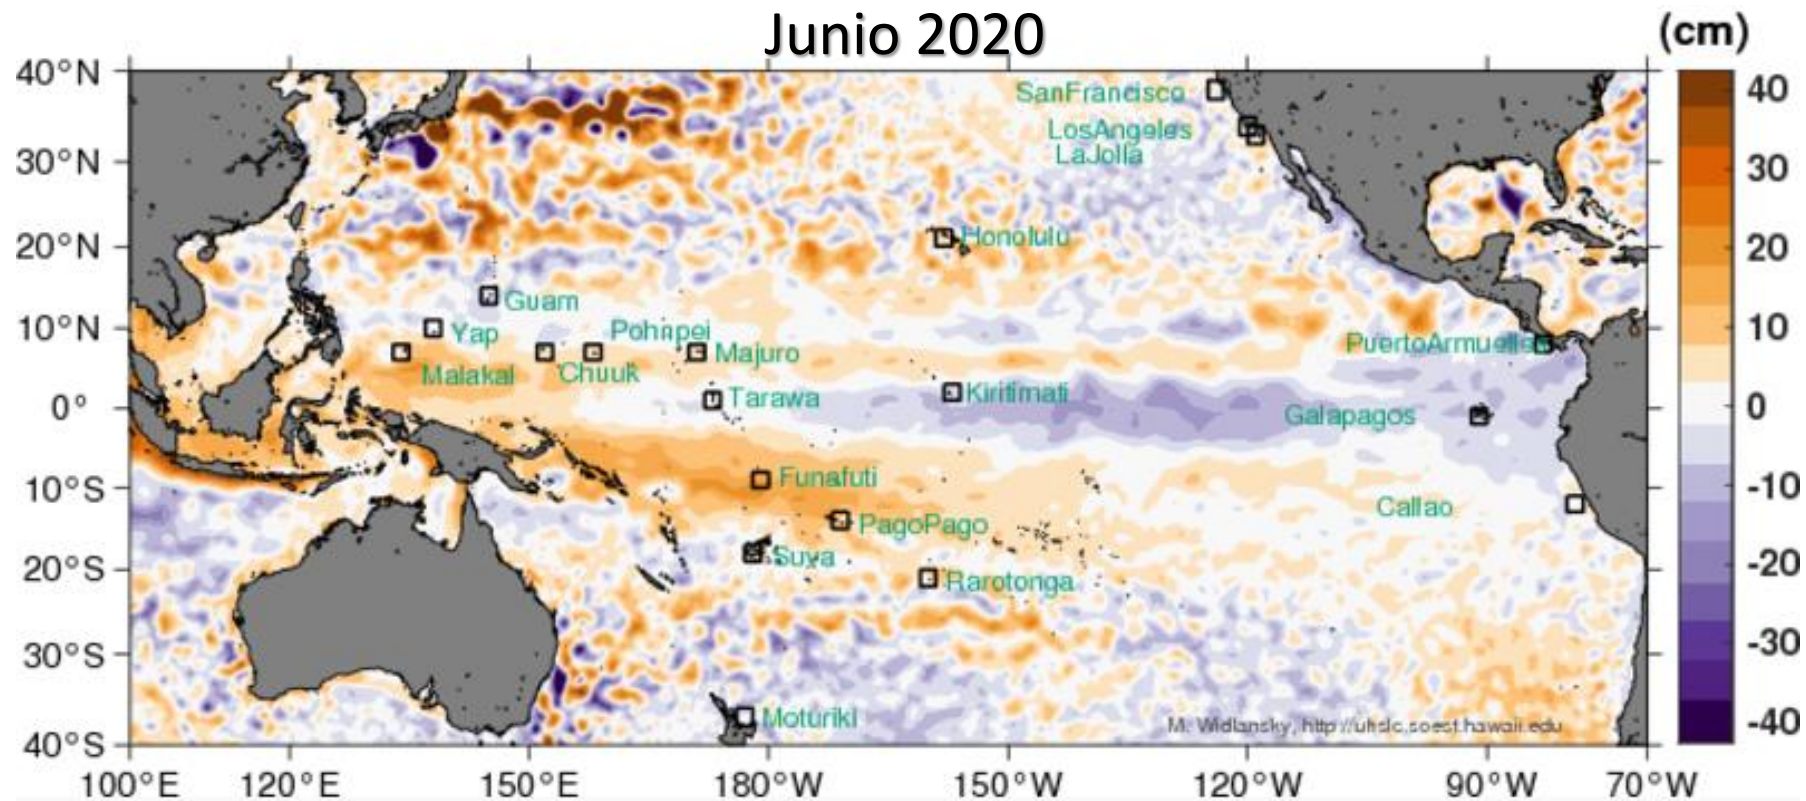 Junio 2020
(cm)
40°N
30°N
20°N
10°N
0°
10°S
20°S
30°S
40°S
SanFrancisco
LosAngeles
LaJolla
Honolulu
Guam
Yap
Pohnpei
Malakal
Chuuk
Majuro
PuertoArmuelles
Tarawa
Kiritimati
Galapagos
Funafuti
Callao
PagoPago
Suva
Rarotonga
Moturiki
M. Widlansky, http://uhslc.soest.hawaii.edu
100°E 120°E 150°E 180°W 150°W 120°W 90°W 70°W
40
30
20
10
0
-10
-20
-30
-40